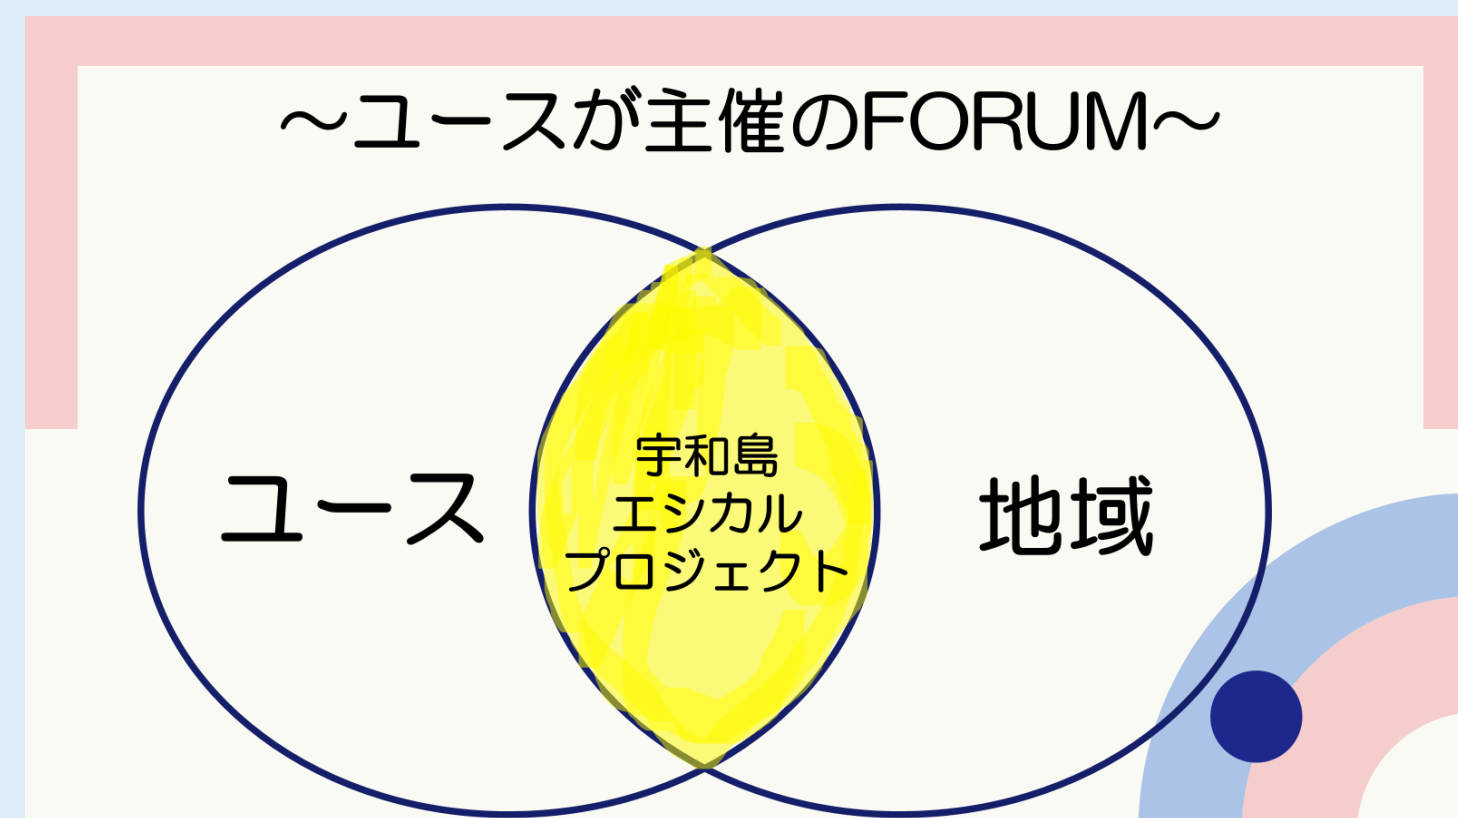 〜ユースが主催のFORUM〜
ユース
宇和島
エシカル
プロジェクト
地域